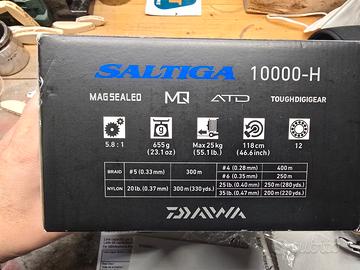 SALTIGA 10000-H
MAGSEALED MQ ATD TOUGHDIGIGEAR
5.8 : 1 655 g Max 25 kg 118 cm 12
(23.1 oz) (55.1 lb.) (46.6 inch)
BRAID #5 (0.33 mm) 300 m #4 (0.28 mm) 400 m
#6 (0.35 mm) 250 m
NYLON 20 lb. (0.37 mm) 300 m (330 yds.) 25 lb. (0.40 mm) 250 m (280 yds.)
35 lb. (0.47 mm) 200 m (220 yds.)
DAIWA
subito